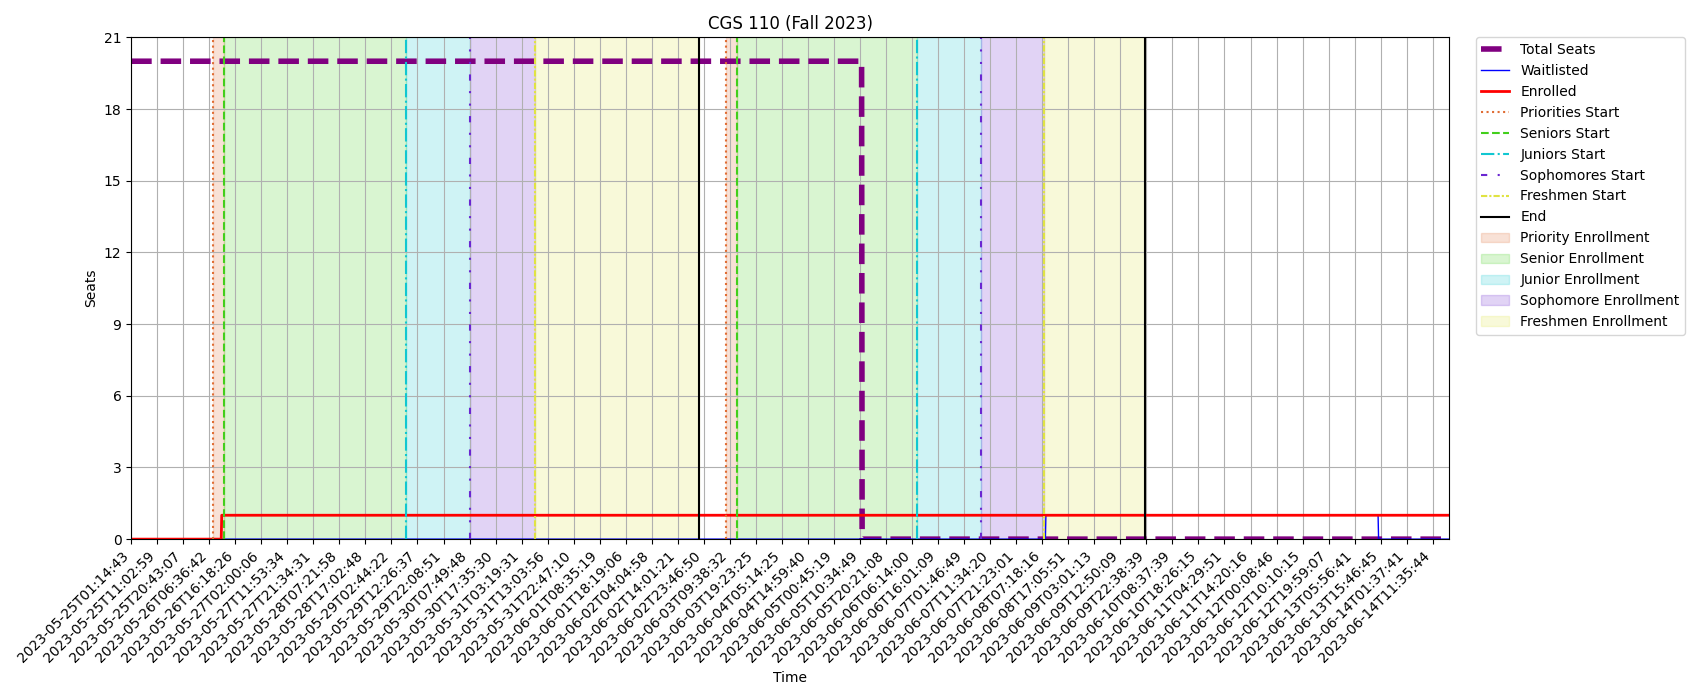 CGS 110 (Fall 2023)
21
18
15
12
9
6
3
0
Seats
2023-05-25T01:14:43
2023-05-25T11:02:59
2023-05-25T20:43:07
2023-05-26T06:36:42
2023-05-26T16:18:26
2023-05-27T02:00:06
2023-05-27T11:53:34
2023-05-27T21:34:31
2023-05-28T07:21:58
2023-05-28T17:02:48
2023-05-29T02:44:22
2023-05-29T12:26:37
2023-05-29T22:08:51
2023-05-30T07:49:48
2023-05-30T17:35:30
2023-05-31T03:19:31
2023-05-31T13:03:56
2023-05-31T22:47:10
2023-06-01T08:35:19
2023-06-01T18:19:06
2023-06-02T04:04:58
2023-06-02T14:01:21
2023-06-02T23:46:50
2023-06-03T09:38:32
2023-06-03T19:23:25
2023-06-04T05:14:25
2023-06-04T14:59:40
2023-06-05T00:45:19
2023-06-05T10:34:49
2023-06-05T20:21:08
2023-06-06T06:14:00
2023-06-06T16:01:09
2023-06-07T01:46:49
2023-06-07T11:34:20
2023-06-07T21:23:01
2023-06-08T07:18:16
2023-06-08T17:05:51
2023-06-09T03:01:13
2023-06-09T12:50:09
2023-06-09T22:38:39
2023-06-10T08:37:39
2023-06-10T18:26:15
2023-06-11T04:29:51
2023-06-11T14:20:16
2023-06-12T00:08:46
2023-06-12T10:10:15
2023-06-12T19:59:07
2023-06-13T05:56:41
2023-06-13T15:46:45
2023-06-14T01:37:41
2023-06-14T11:35:44
Time
Total Seats
Waitlisted
Enrolled
Priorities Start
Seniors Start
Juniors Start
Sophomores Start
Freshmen Start
End
Priority Enrollment
Senior Enrollment
Junior Enrollment
Sophomore Enrollment
Freshmen Enrollment